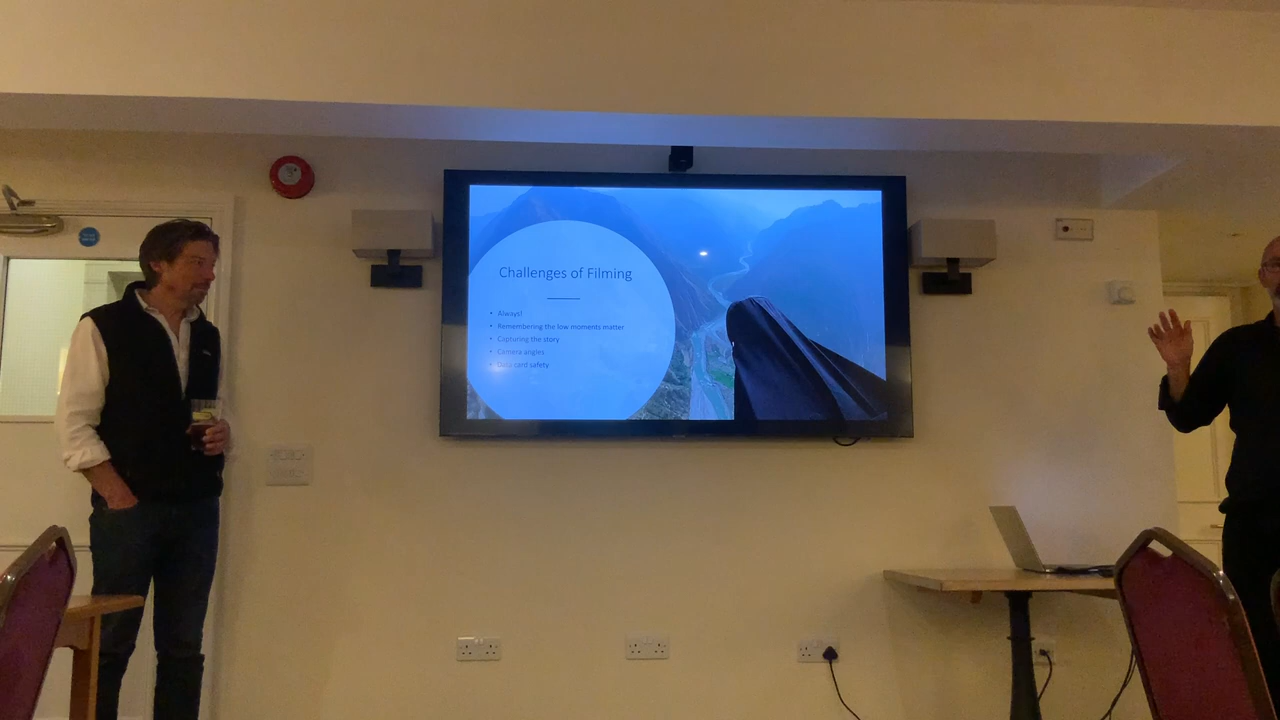 Challenges of Filming
• Always!
• Remembering the low moments matter
• Capturing the story
• Camera angles
• Data card safety